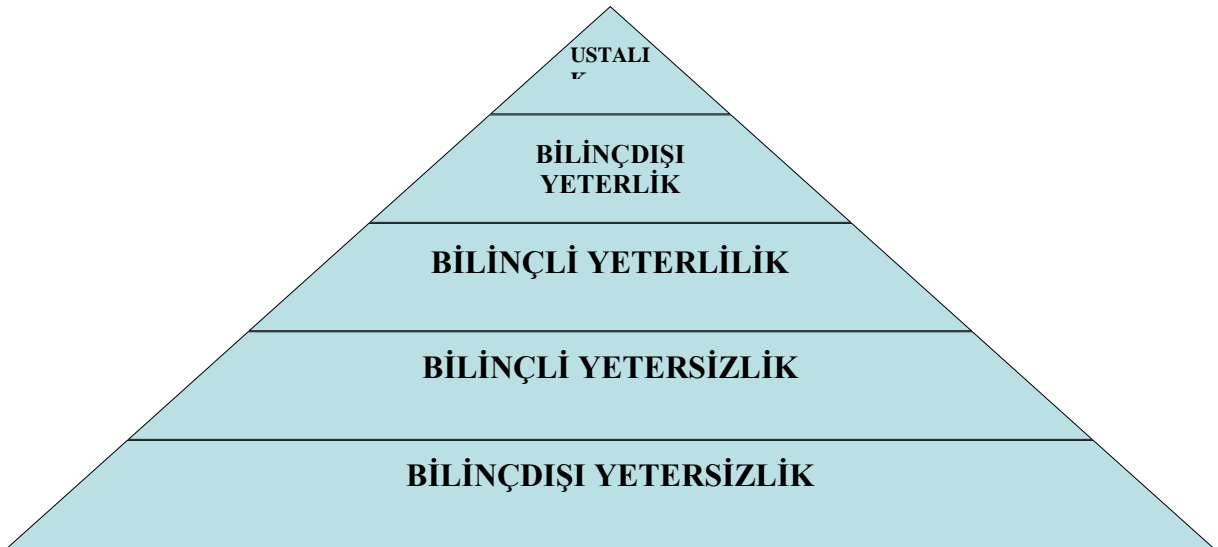 USTALI
K
BİLİNÇDIŞI
YETERLİK
BİLİNÇLİ YETERLİLİK
BİLİNÇLİ YETERSİZLİK
BİLİNÇDIŞI YETERSİZLİK